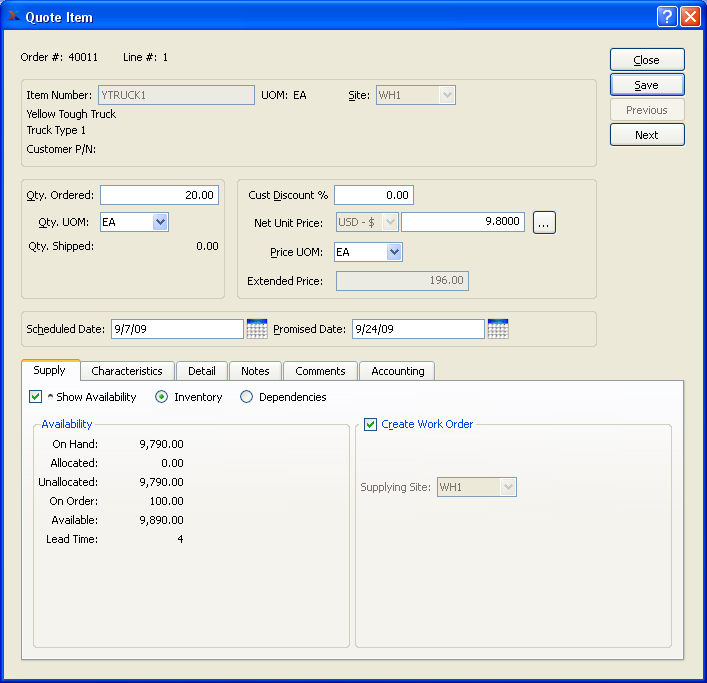 Quote Item
Order #: 40011 Line #: 1
Close
Save
Previous
Next
Item Number: YTRUCK1 UOM: EA Site: WH1
Yellow Tough Truck
Truck Type 1
Customer P/N:
Qty. Ordered: 20.00
Qty. UOM: EA
Qty. Shipped: 0.00
Cust Discount % 0.00
Net Unit Price: USD - $ 9.8000 ...
Price UOM: EA
Extended Price: 196.00
Scheduled Date: 9/7/09 Promised Date: 9/24/09
Supply Characteristics Detail Notes Comments Accounting
Show Availability Inventory Dependencies
Availability
On Hand: 9,790.00
Allocated: 0.00
Unallocated: 9,790.00
On Order: 100.00
Available: 9,890.00
Lead Time: 4
Create Work Order
Supplying Site: WH1